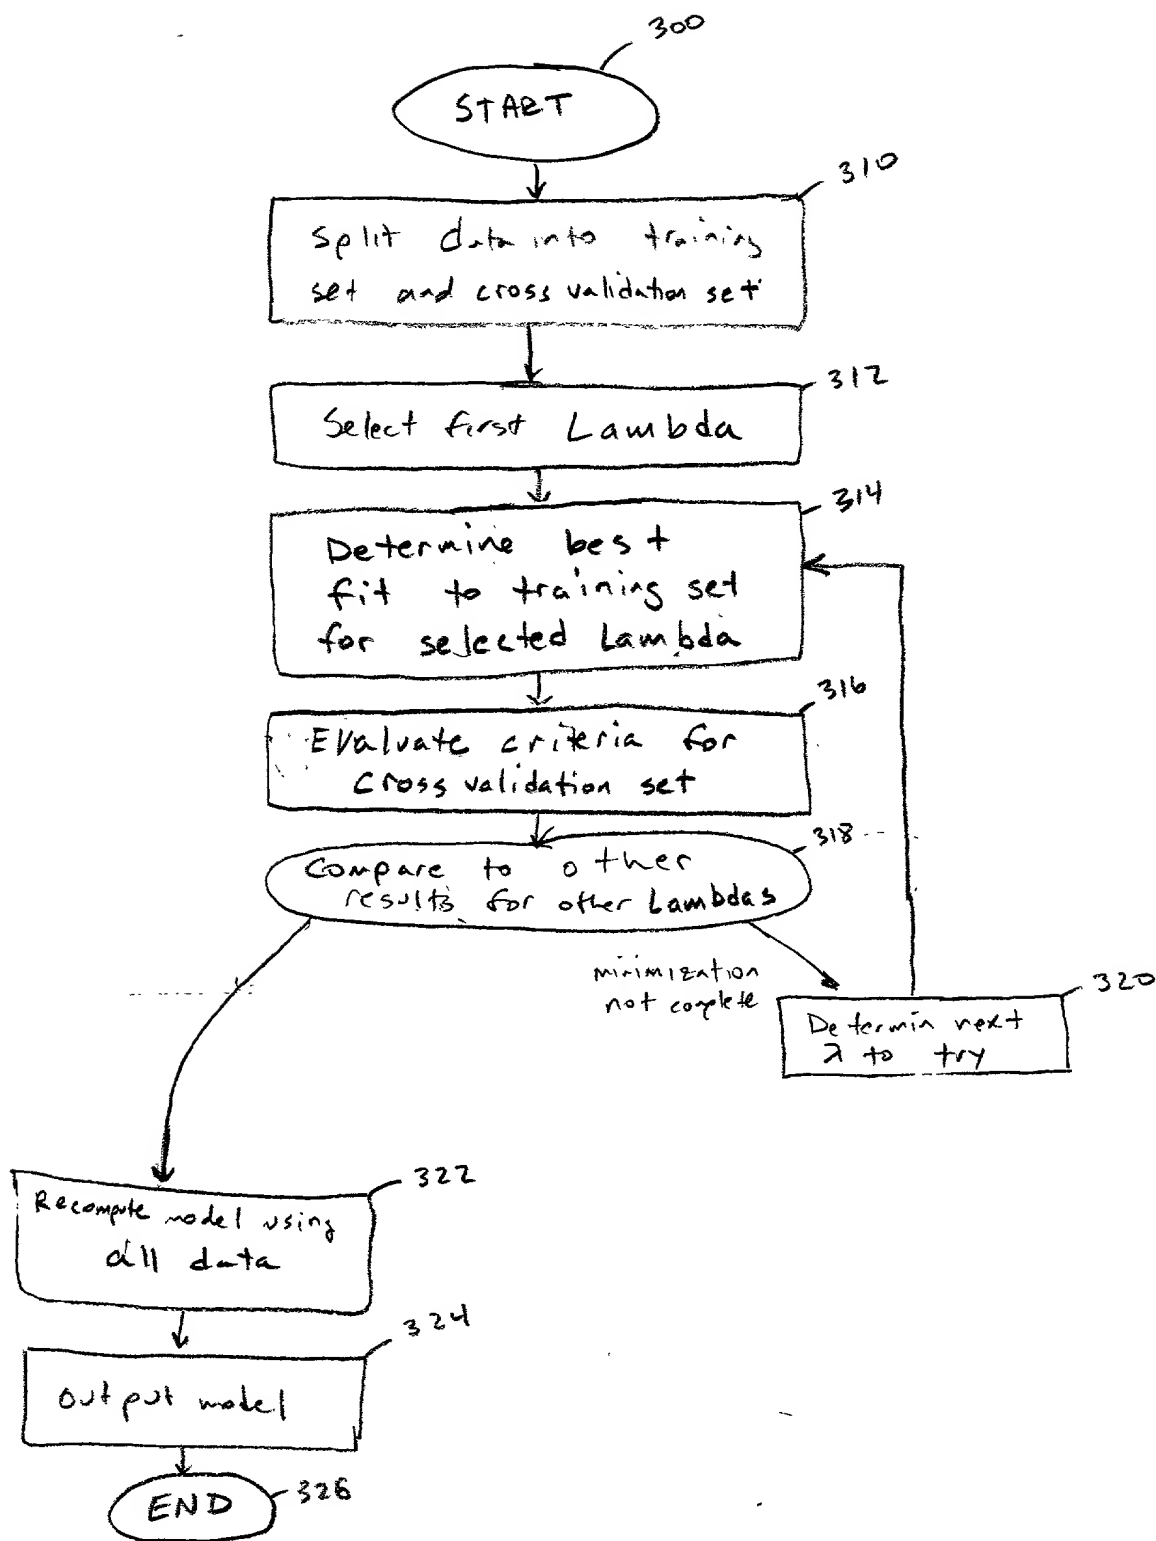 300
START
310
Split data into training
set and cross validation set
312
Select first Lambda
314
Determine best
fit to training set
for selected Lambda
316
Evaluate criteria for
cross validation set
318
Compare to other
results for other Lambdas
minimization
not complete
320
Determin next
λ to try
322
Recompute model using
all data
324
Output model
END
326